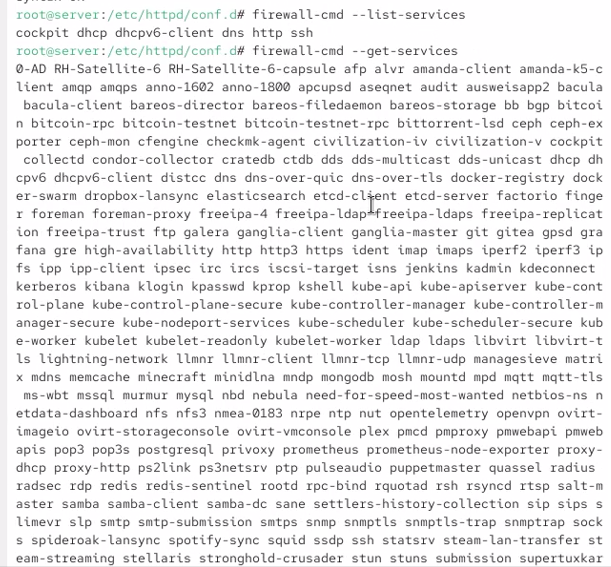 root@server:/etc/httpd/conf.d# firewall-cmd --list-services
cockpit dhcp dhcpv6-client dns http ssh
root@server:/etc/httpd/conf.d# firewall-cmd --get-services
0-AD RH-Satellite-6 RH-Satellite-6-capsule afp alvr amanda-client amanda-k5-c
lient amqp amqps anno-1602 anno-1800 apcupsd aseqnet audit ausweisapp2 bacula
 bacula-client bareos-director bareos-filedaemon bareos-storage bb bgp bitcoi
n bitcoin-rpc bitcoin-testnet bitcoin-testnet-rpc bittorrent-lsd ceph ceph-ex
porter ceph-mon cfengine checkmk-agent civilization-iv civilization-v cockpit
 collectd condor-collector cratedb ctdb dds dds-multicast dds-unicast dhcp dh
cpv6 dhcpv6-client distcc dns dns-over-quic dns-over-tls docker-registry dock
er-swarm dropbox-lansync elasticsearch etcd-client etcd-server factorio finge
r foreman foreman-proxy freeipa-4 freeipa-ldap freeipa-ldaps freeipa-replicat
ion freeipa-trust ftp galera ganglia-client ganglia-master git gitea gpsd gra
fana gre high-availability http http3 https ident imap imaps iperf2 iperf3 ip
fs ipp ipp-client ipsec irc ircs iscsi-target isns jenkins kadmin kdeconnect
kerberos kibana klogin kpasswd kprop kshell kube-api kube-apiserver kube-cont
rol-plane kube-control-plane-secure kube-controller-manager kube-controller-m
anager-secure kube-nodeport-services kube-scheduler kube-scheduler-secure kub
e-worker kubelet kubelet-readonly kubelet-worker ldap ldaps libvirt libvirt-t
ls lightning-network llmnr llmnr-client llmnr-tcp llmnr-udp managesieve matri
x mdns memcache minecraft minidlna mndp mongodb mosh mountd mpd mqtt mqtt-tls
 ms-wbt mssql murmur mysql nbd nebula need-for-speed-most-wanted netbios-ns n
etdata-dashboard nfs nfs3 nmea-0183 nrpe ntp nut opentelemetry openvpn ovirt-
imageio ovirt-storageconsole ovirt-vmconsole plex pmcd pmproxy pmwebapi pmweb
apis pop3 pop3s postgresql privoxy prometheus prometheus-node-exporter proxy-
dhcp proxy-http ps2link ps3netsrv ptp pulseaudio puppetmaster quassel radius
radsec rdp redis redis-sentinel rootd rpc-bind rquotad rsh rsyncd rtsp salt-m
aster samba samba-client samba-dc sane settlers-history-collection sip sips s
limevr slp smtp smtp-submission smtps snmp snmptls snmptls-trap snmptrap sock
s spideroak-lansync spotify-sync squid ssdp ssh statsrv steam-lan-transfer st
eam-streaming stellaris stronghold-crusader stun stuns submission supertuxkar